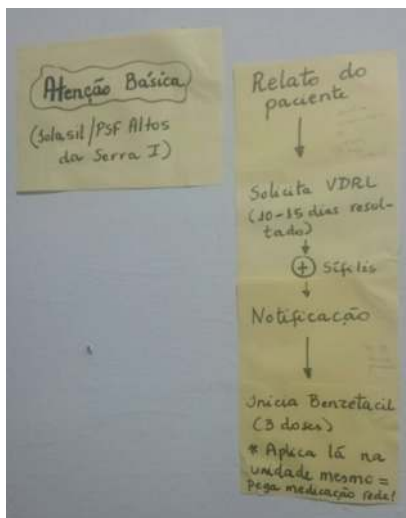 Atenção Básica
(Solasil/PSF Altos
da Serra I)
Relato do
paciente
Solicita VDRL
(10-15 dias resul-
tado)
+ Sífilis
Notificação
Inicia Benzetacil
(3 doses)
* Aplica lá na
unidade mesmo =
pega medicação rede!